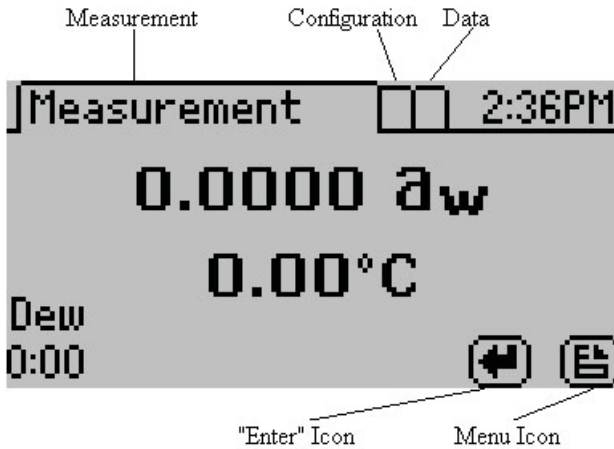 Measurement Configuration Data
Measurement 2:36PM
0.0000 aw
0.00°C
Dew
0:00
"Enter" Icon Menu Icon